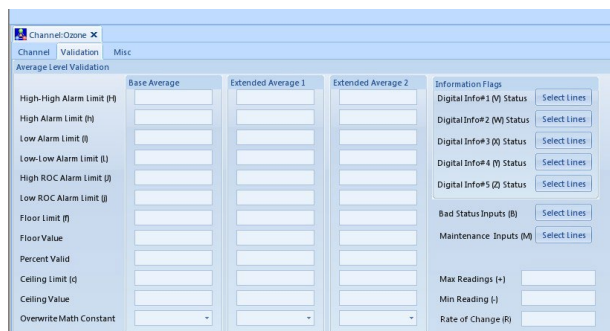 Channel:Ozone
Channel Validation Misc
Average Level Validation
Base Average Extended Average 1 Extended Average 2
High-High Alarm Limit (H)
High Alarm Limit (h)
Low Alarm Limit (l)
Low-Low Alarm Limit (L)
High ROC Alarm Limit (J)
Low ROC Alarm Limit (j)
Floor Limit (f)
Floor Value
Percent Valid
Ceiling Limit (c)
Ceiling Value
Overwrite Math Constant
Information Flags
Digital Info#1 (V) Status Select Lines
Digital Info#2 (W) Status Select Lines
Digital Info#3 (X) Status Select Lines
Digital Info#4 (Y) Status Select Lines
Digital Info#5 (Z) Status Select Lines
Bad Status Inputs (B) Select Lines
Maintenance Inputs (M) Select Lines
Max Readings (+)
Min Reading (-)
Rate of Change (R)